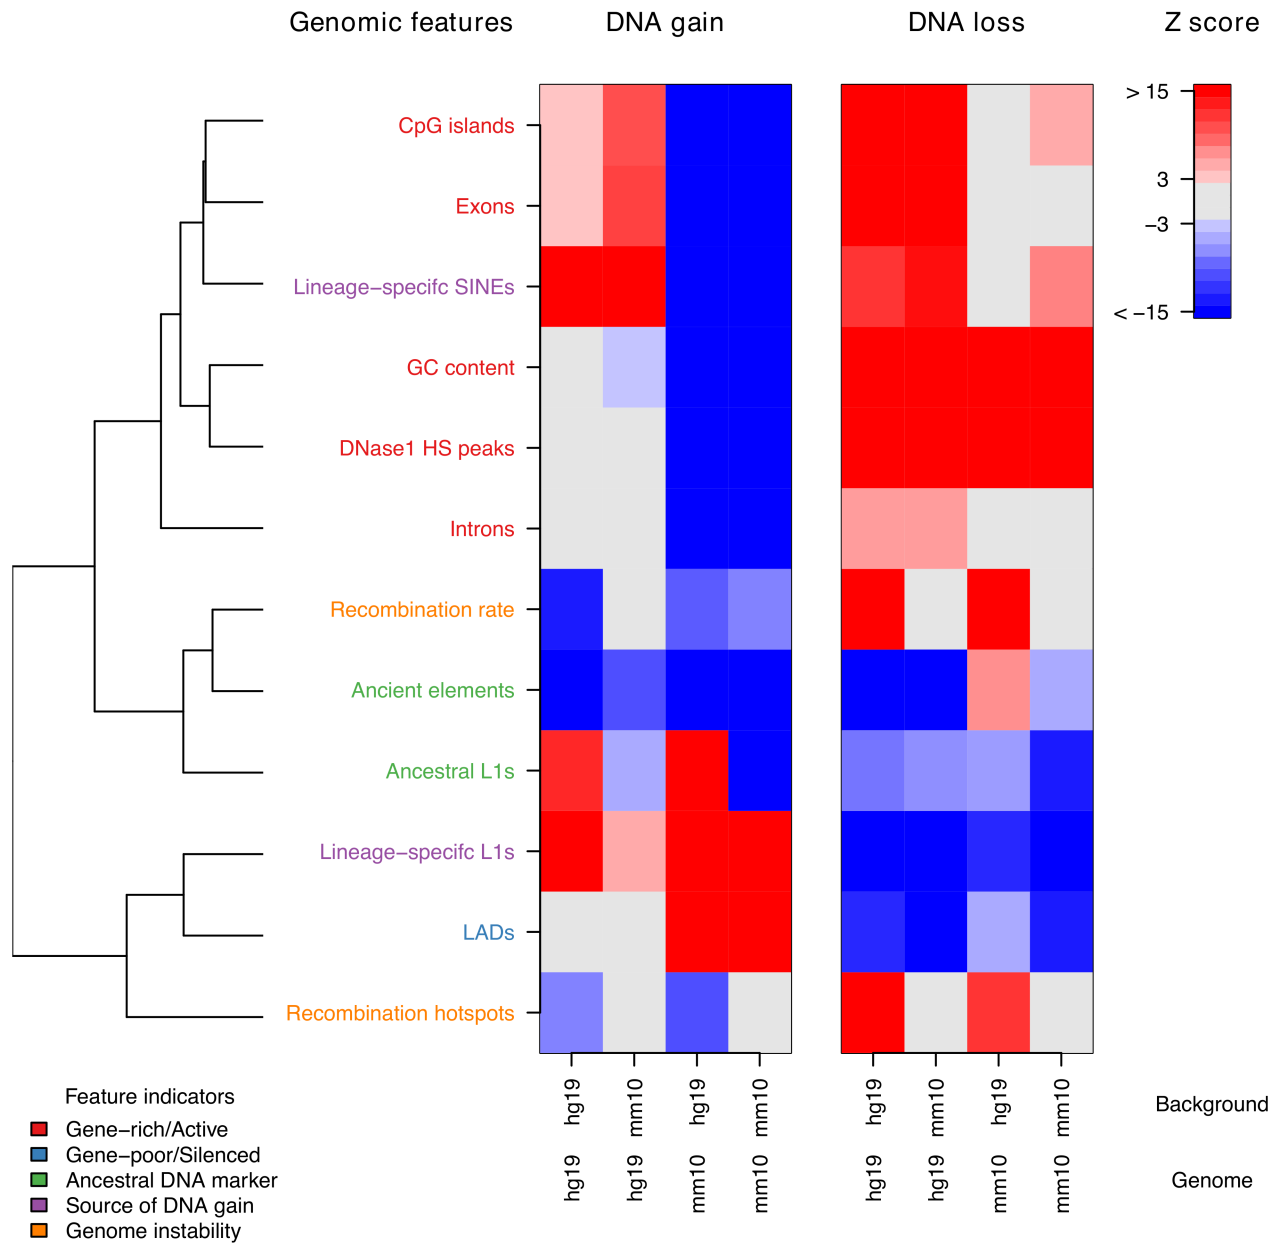 Genomic features DNA gain DNA loss Z score
CpG islands
Exons
Lineage−specifc SINEs
GC content
DNase1 HS peaks
Introns
Recombination rate
Ancient elements
Ancestral L1s
Lineage−specifc L1s
LADs
Recombination hotspots
> 15
3
−3
< −15
hg19 mm10 hg19 mm10 hg19 mm10 hg19 mm10 Background
hg19 hg19 mm10 mm10 hg19 hg19 mm10 mm10 Genome
Feature indicators
Gene−rich/Active
Gene−poor/Silenced
Ancestral DNA marker
Source of DNA gain
Genome instability